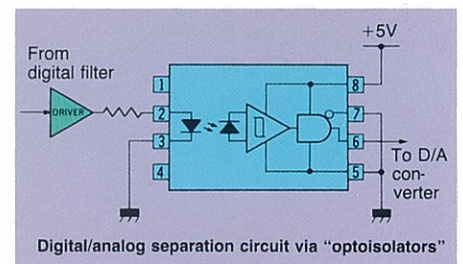 +5V
From
digital filter
DRIVER
1
2
3
4
8
7
6
5
To D/A
con-
verter
Digital/analog separation circuit via "optoisolators"